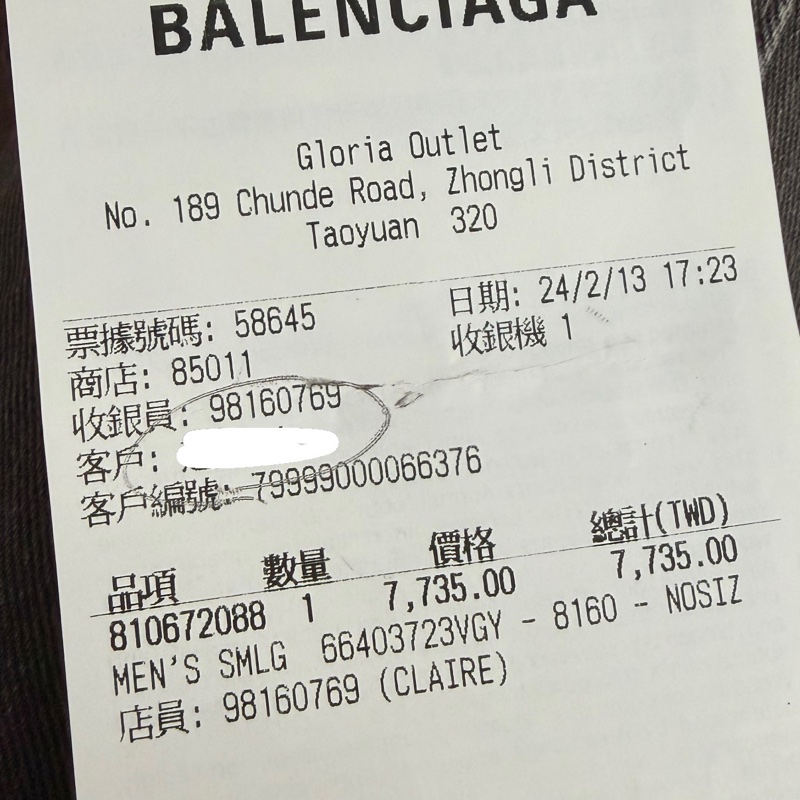 BALENCIAGA
Gloria Outlet
No. 189 Chunde Road, Zhongli District
Taoyuan 320
票據號碼: 58645
日期: 24/2/13 17:23
商店: 85011
收銀機 1
收銀員: 98160769
客戶:
客戶編號: 79999000066376
品項 數量 價格 總計(TWD)
810672088 1 7,735.00 7,735.00
MEN'S SMLG 66403723VGY - 8160 - NOSIZ
店員: 98160769 (CLAIRE)